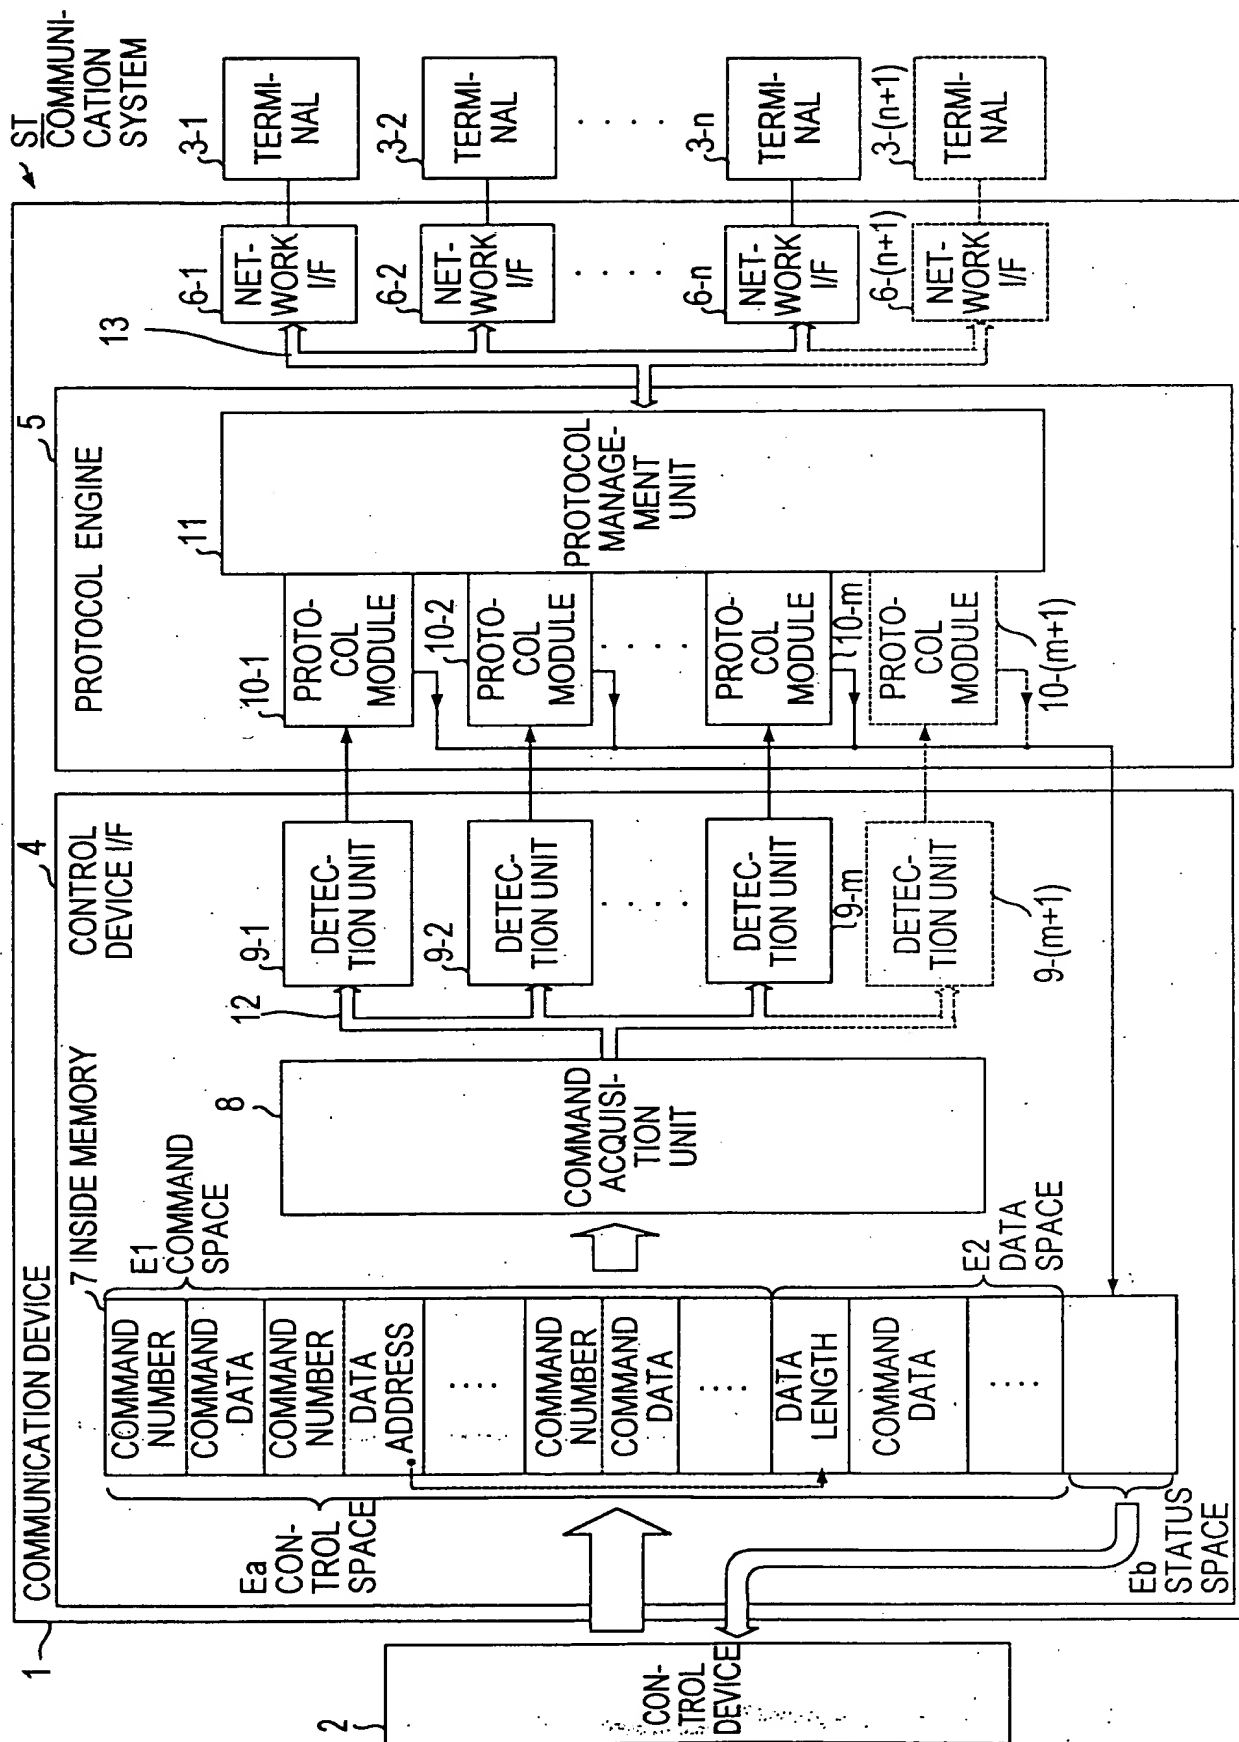 ST
COMMUNI-
CATION
SYSTEM
1
COMMUNICATION DEVICE
2
CON-
TROL
DEVICE
4
CONTROL
DEVICE I/F
5
PROTOCOL ENGINE
7 INSIDE MEMORY
E1
COMMAND
SPACE
COMMAND
NUMBER
COMMAND
DATA
COMMAND
NUMBER
DATA
ADDRESS
COMMAND
NUMBER
COMMAND
DATA
DATA
LENGTH
COMMAND
DATA
E2
DATA
SPACE
Ea
CON-
TROL
SPACE
Eb
STATUS
SPACE
8
COMMAND
ACQUISI-
TION
UNIT
12
9-1
DETEC-
TION UNIT
9-2
DETEC-
TION UNIT
DETEC-
TION UNIT
9-m
DETEC-
TION UNIT
9-(m+1)
10-1
PROTO-
COL
MODULE
10-2
PROTO-
COL
MODULE
PROTO-
COL
MODULE
10-m
PROTO-
COL
MODULE
10-(m+1)
11
PROTOCOL
MANAGE-
MENT
UNIT
13
6-1
NET-
WORK
I/F
6-2
NET-
WORK
I/F
6-n
NET-
WORK
I/F
6-(n+1)
NET-
WORK
I/F
3-1
TERMI-
NAL
3-2
TERMI-
NAL
3-n
TERMI-
NAL
3-(n+1)
TERMI-
NAL